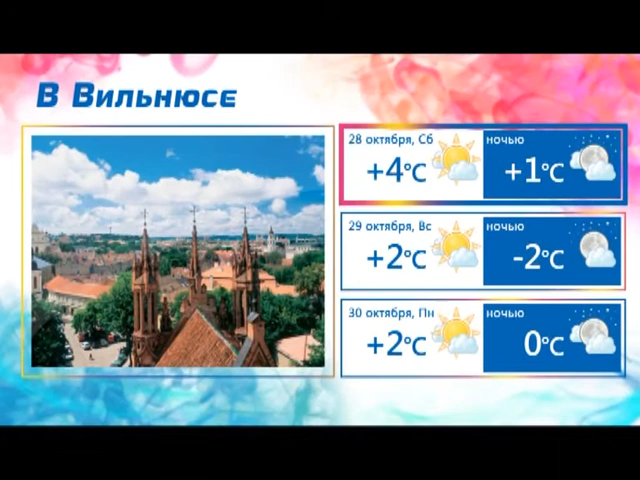 В Вильнюсе
28 октября, Сб
+4°C
ночью
+1°C
29 октября, Вс
+2°C
ночью
-2°C
30 октября, Пн
+2°C
ночью
0°C